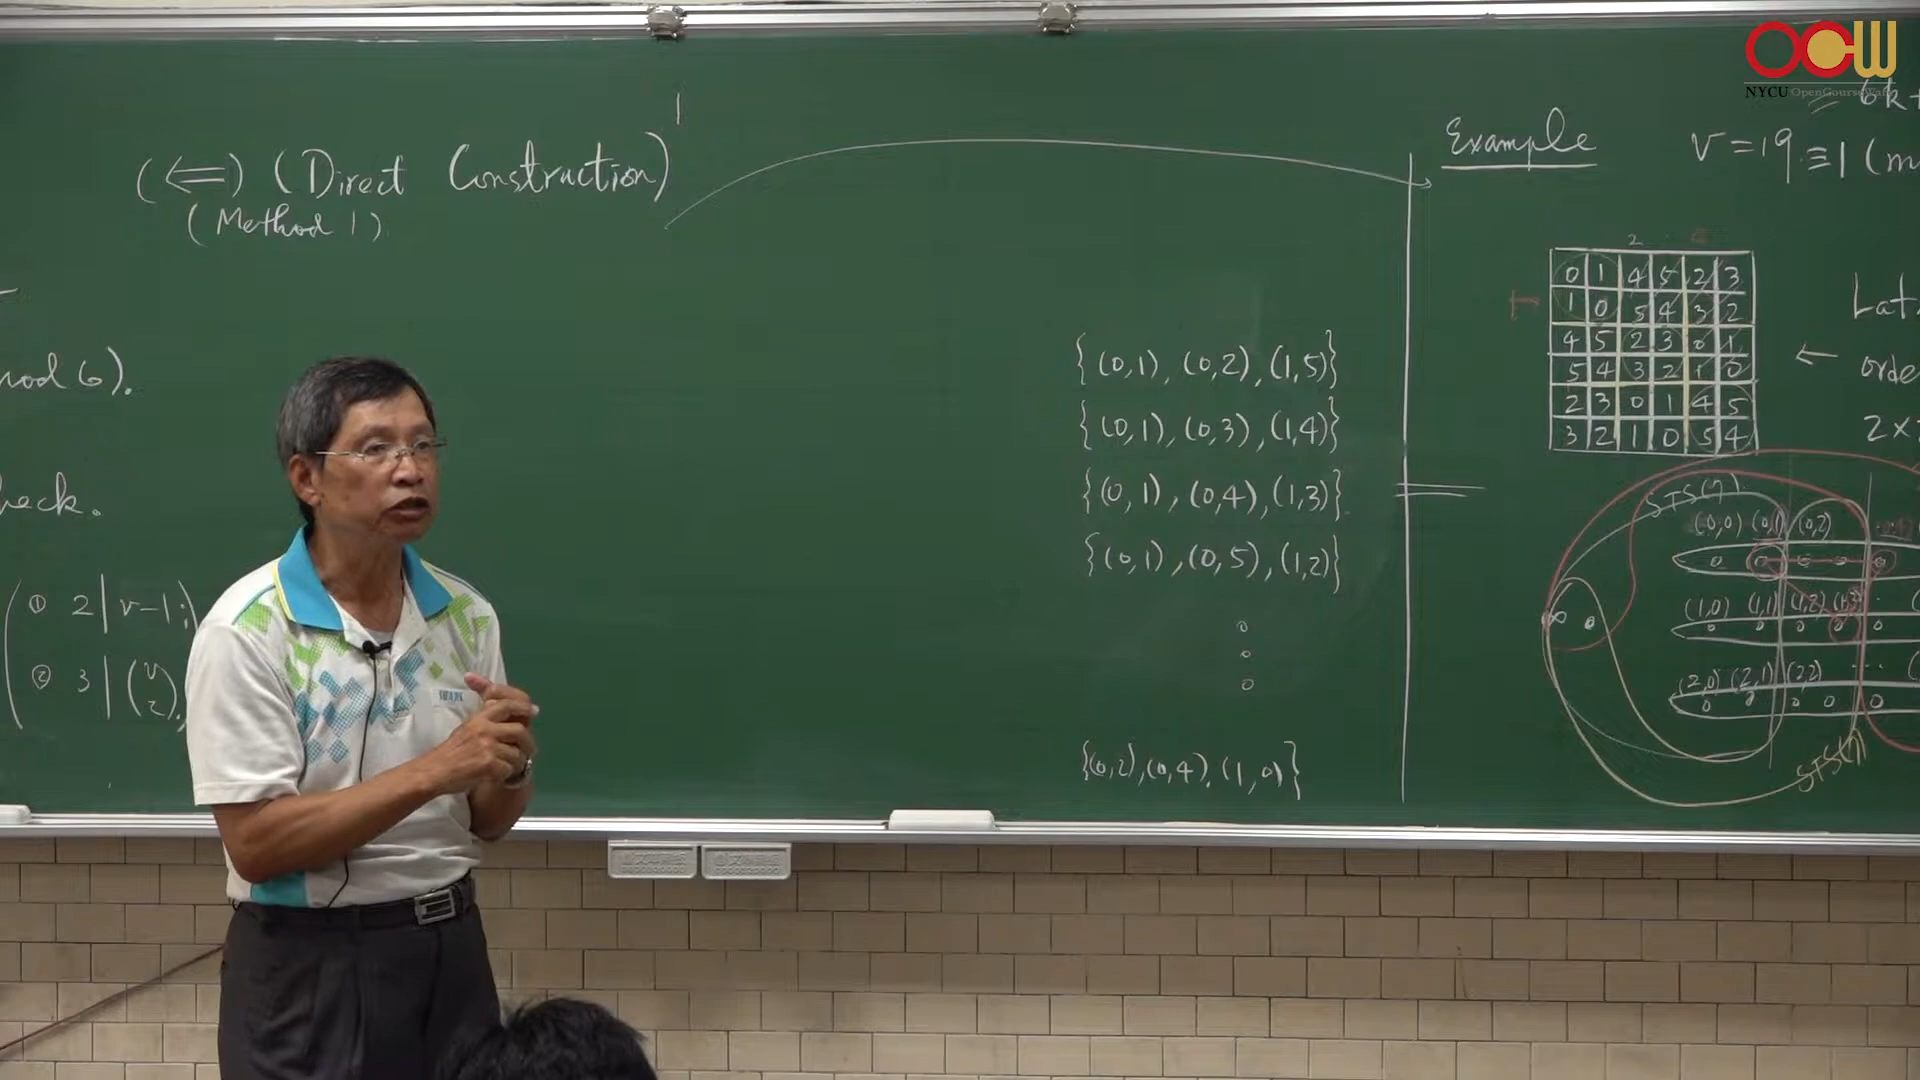 (⇐) (Direct Construction)
(Method 1)
mod 6).
check.
① 2 | v-1;
② 3 | (v 2).
{(0,1), (0,2), (1,5)}
{(0,1), (0,3), (1,4)}
{(0,1), (0,4), (1,3)}
{(0,1), (0,5), (1,2)}
{(0,2), (0,4), (1,0)}
OCW
NYCU OpenCourseWare
6k+
Example
v = 19 ≡ 1 (m
2
0 1 4 5 2 3
1 0 5 4 3 2
4 5 2 3 0 1
5 4 3 2 1 0
2 3 0 1 4 5
3 2 1 0 5 4
Lat
←
orde
2×
STS(7)
(0,0) (0,1) (0,2)
(1,0) (1,1) (1,2) (1,3) ..
∞
(2,0) (2,1) (2,2) ...
STS(7)